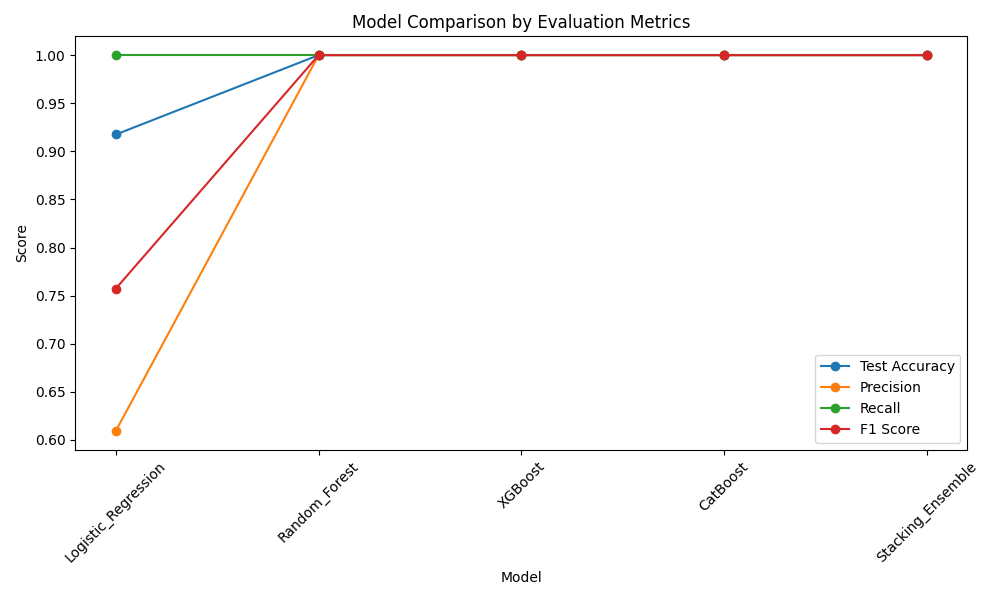 Model Comparison by Evaluation Metrics
1.00
0.95
0.90
0.85
0.80
0.75
0.70
0.65
0.60
Score
Test Accuracy
Precision
Recall
F1 Score
Logistic_Regression
Random_Forest
XGBoost
CatBoost
Stacking_Ensemble
Model